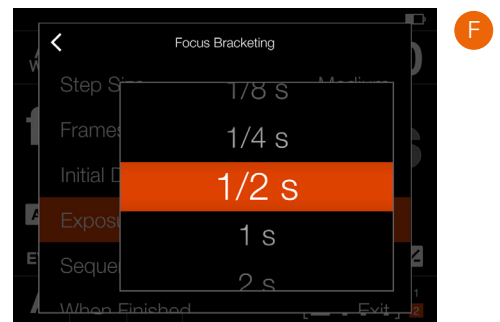 F
Focus Bracketing
Step Size Medium
1/8 s
Frames
1/4 s
Initial D
1/2 s
Exposu
1 s
Seque
2 s
When Finished Exit